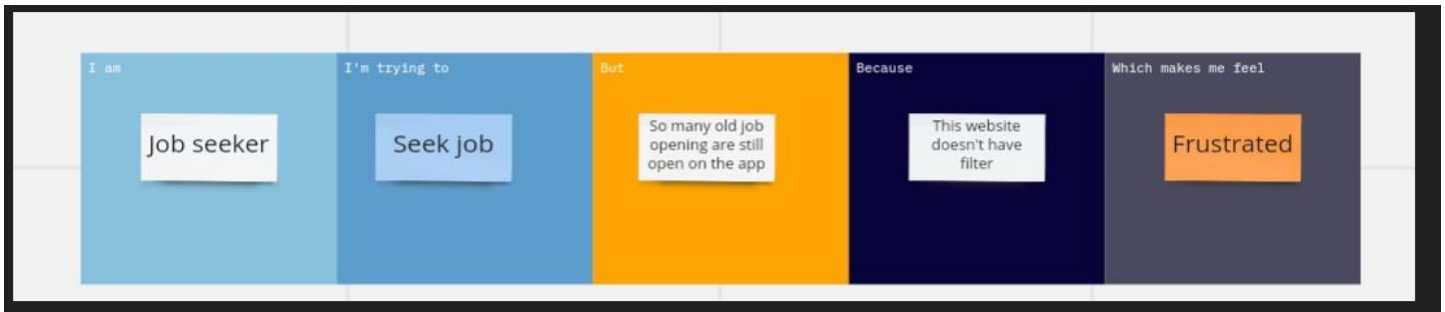 I am
Job seeker
I'm trying to
Seek job
But
So many old job
opening are still
open on the app
Because
This website
doesn't have
filter
Which makes me feel
Frustrated